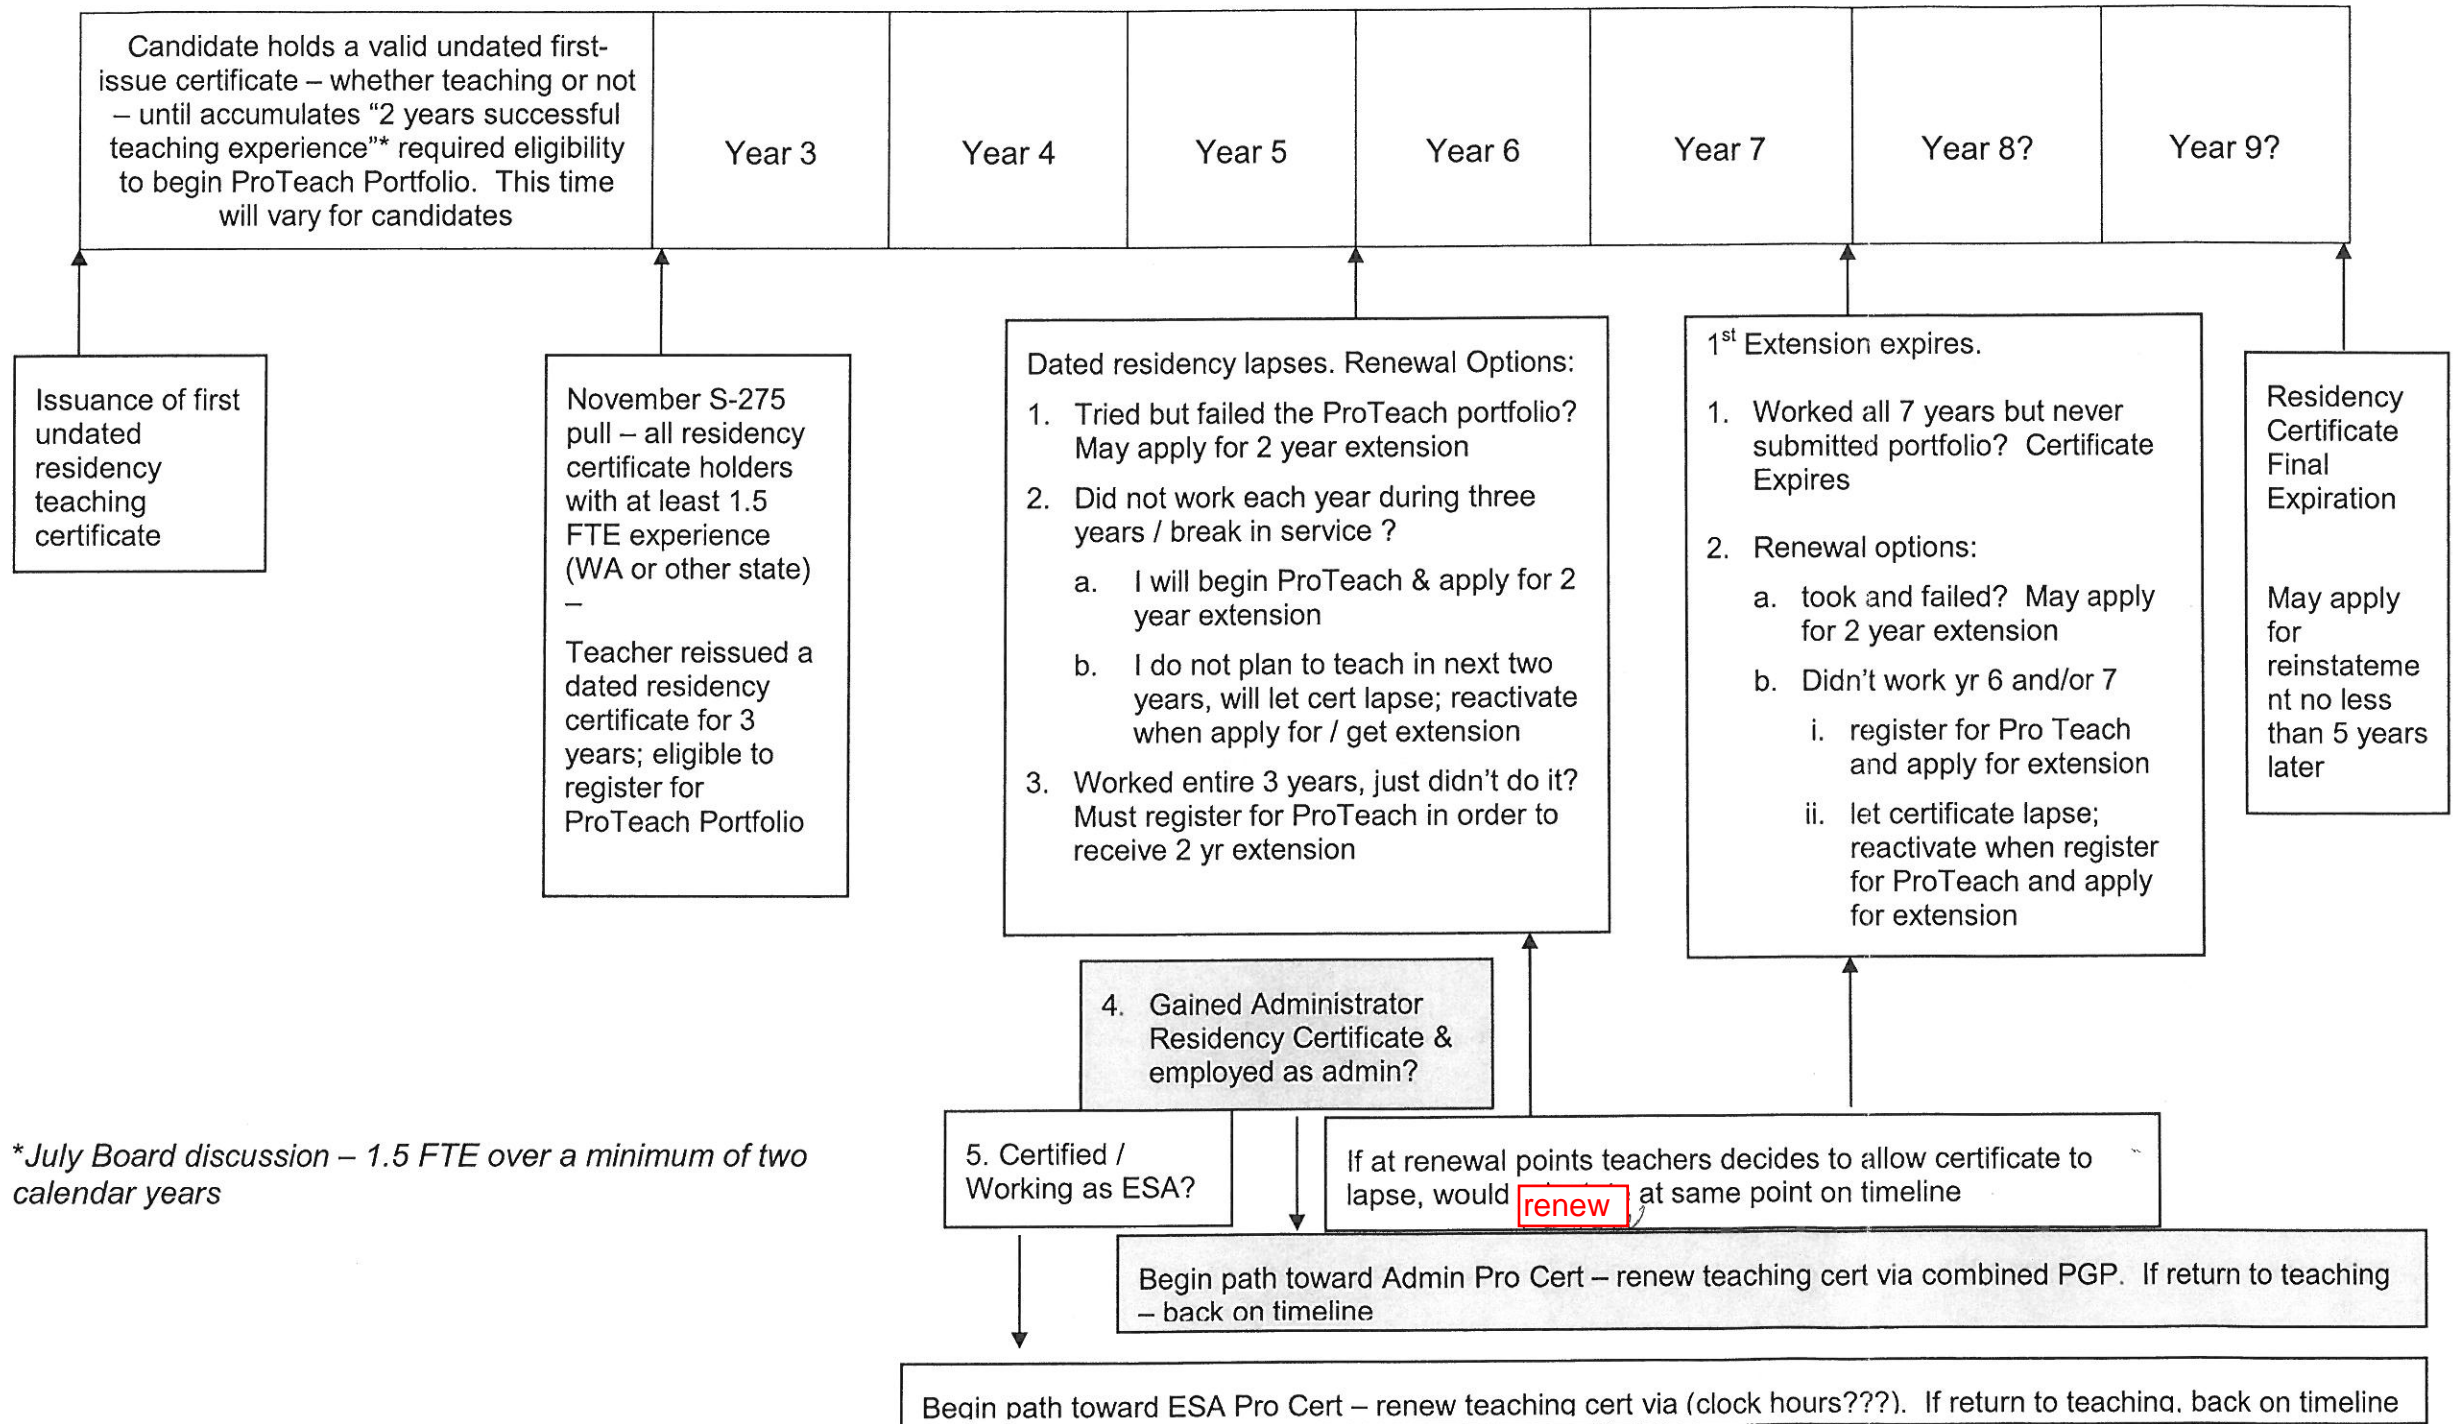 Candidate holds a valid undated first-
issue certificate – whether teaching or not
– until accumulates “2 years successful
teaching experience”* required eligibility
to begin ProTeach Portfolio. This time
will vary for candidates
Year 3
Year 4
Year 5
Year 6
Year 7
Year 8?
Year 9?
Issuance of first
undated
residency
teaching
certificate
November S-275
pull – all residency
certificate holders
with at least 1.5
FTE experience
(WA or other state)
–
Teacher reissued a
dated residency
certificate for 3
years; eligible to
register for
ProTeach Portfolio
Dated residency lapses. Renewal Options:
1. Tried but failed the ProTeach portfolio?
May apply for 2 year extension
2. Did not work each year during three
years / break in service ?
a. I will begin ProTeach & apply for 2
year extension
b. I do not plan to teach in next two
years, will let cert lapse; reactivate
when apply for / get extension
3. Worked entire 3 years, just didn’t do it?
Must register for ProTeach in order to
receive 2 yr extension
1st Extension expires.
1. Worked all 7 years but never
submitted portfolio? Certificate
Expires
2. Renewal options:
a. took and failed? May apply
for 2 year extension
b. Didn’t work yr 6 and/or 7
i. register for Pro Teach
and apply for extension
ii. let certificate lapse;
reactivate when register
for ProTeach and apply
for extension
Residency
Certificate
Final
Expiration
May apply
for
reinstateme
nt no less
than 5 years
later
4. Gained Administrator
Residency Certificate &
employed as admin?
5. Certified /
Working as ESA?
If at renewal points teachers decides to allow certificate to
lapse, would renew at same point on timeline
*July Board discussion – 1.5 FTE over a minimum of two
calendar years
Begin path toward Admin Pro Cert – renew teaching cert via combined PGP. If return to teaching
– back on timeline
Begin path toward ESA Pro Cert – renew teaching cert via (clock hours???). If return to teaching, back on timeline